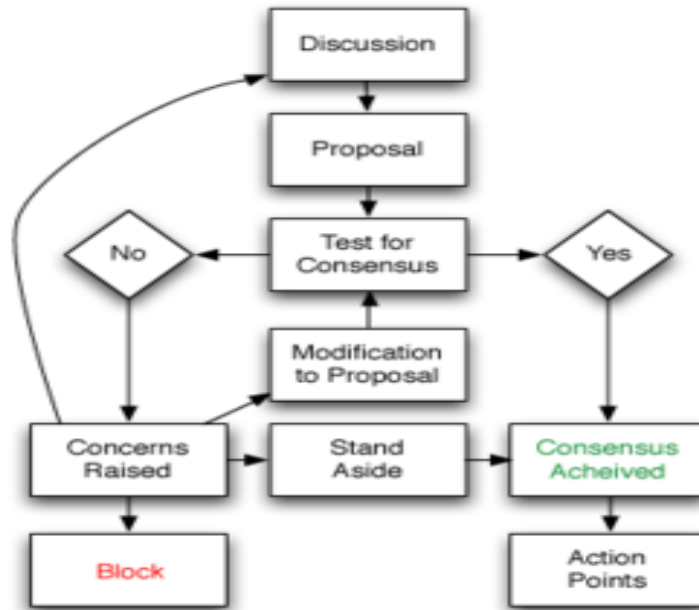 Discussion
Proposal
No
Test for
Consensus
Yes
Modification
to Proposal
Concerns
Raised
Stand
Aside
Consensus
Acheived
Block
Action
Points